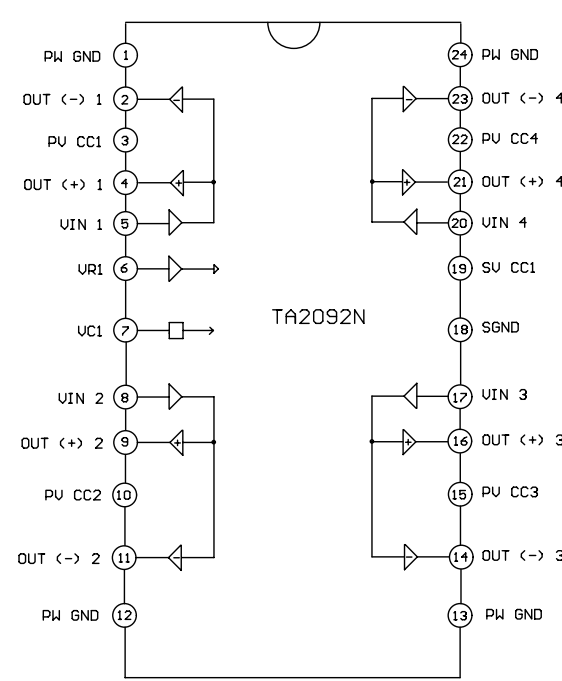 PW GND 1
24 PW GND
OUT (-) 1 2
23 OUT (-) 4
PV CC1 3
22 PV CC4
OUT (+) 1 4
21 OUT (+) 4
VIN 1 5
20 VIN 4
VR1 6
19 SV CC1
TA2092N
VC1 7
18 SGND
VIN 2 8
17 VIN 3
OUT (+) 2 9
16 OUT (+) 3
PV CC2 10
15 PV CC3
OUT (-) 2 11
14 OUT (-) 3
PW GND 12
13 PW GND